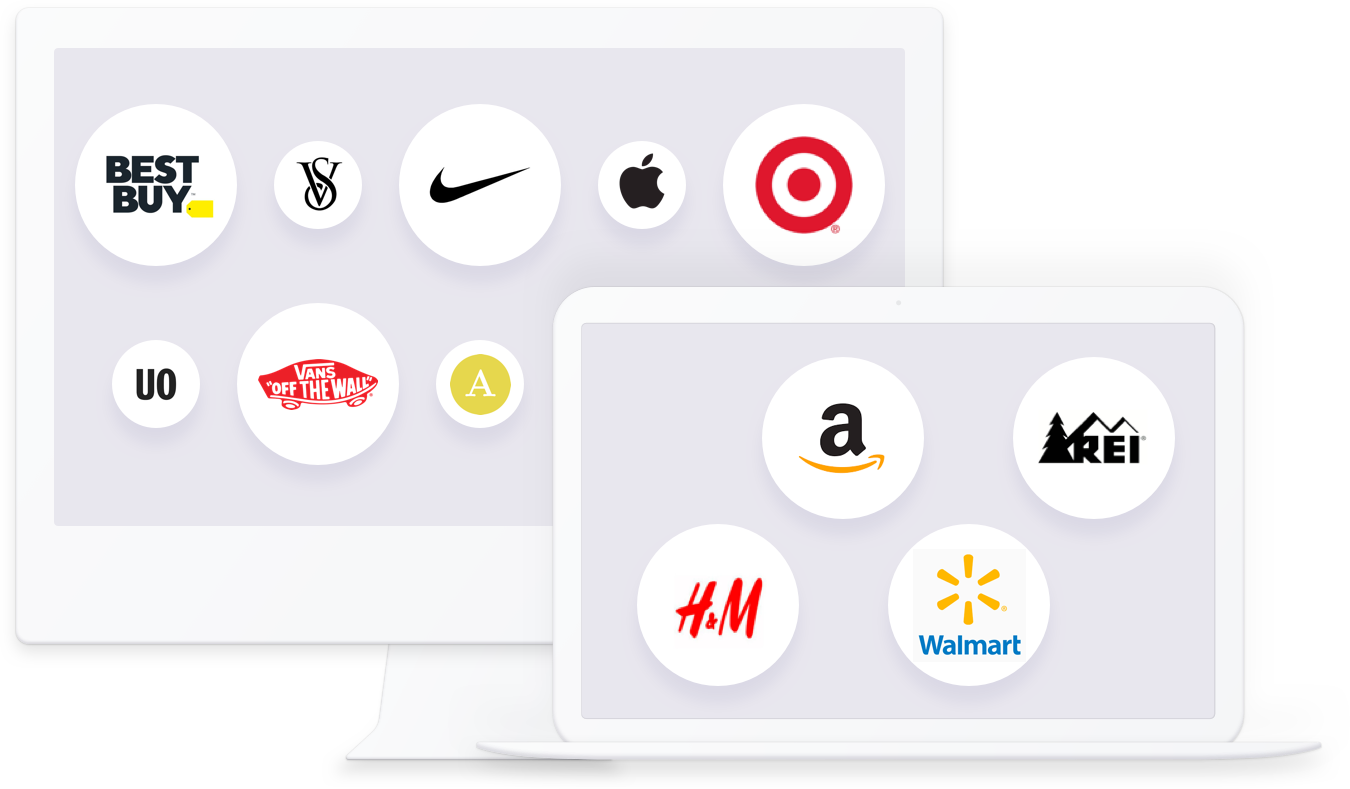 BEST
BUY
VS
®
UO
VANS
"OFF THE WALL"
A
a
REI®
H&M
®
Walmart